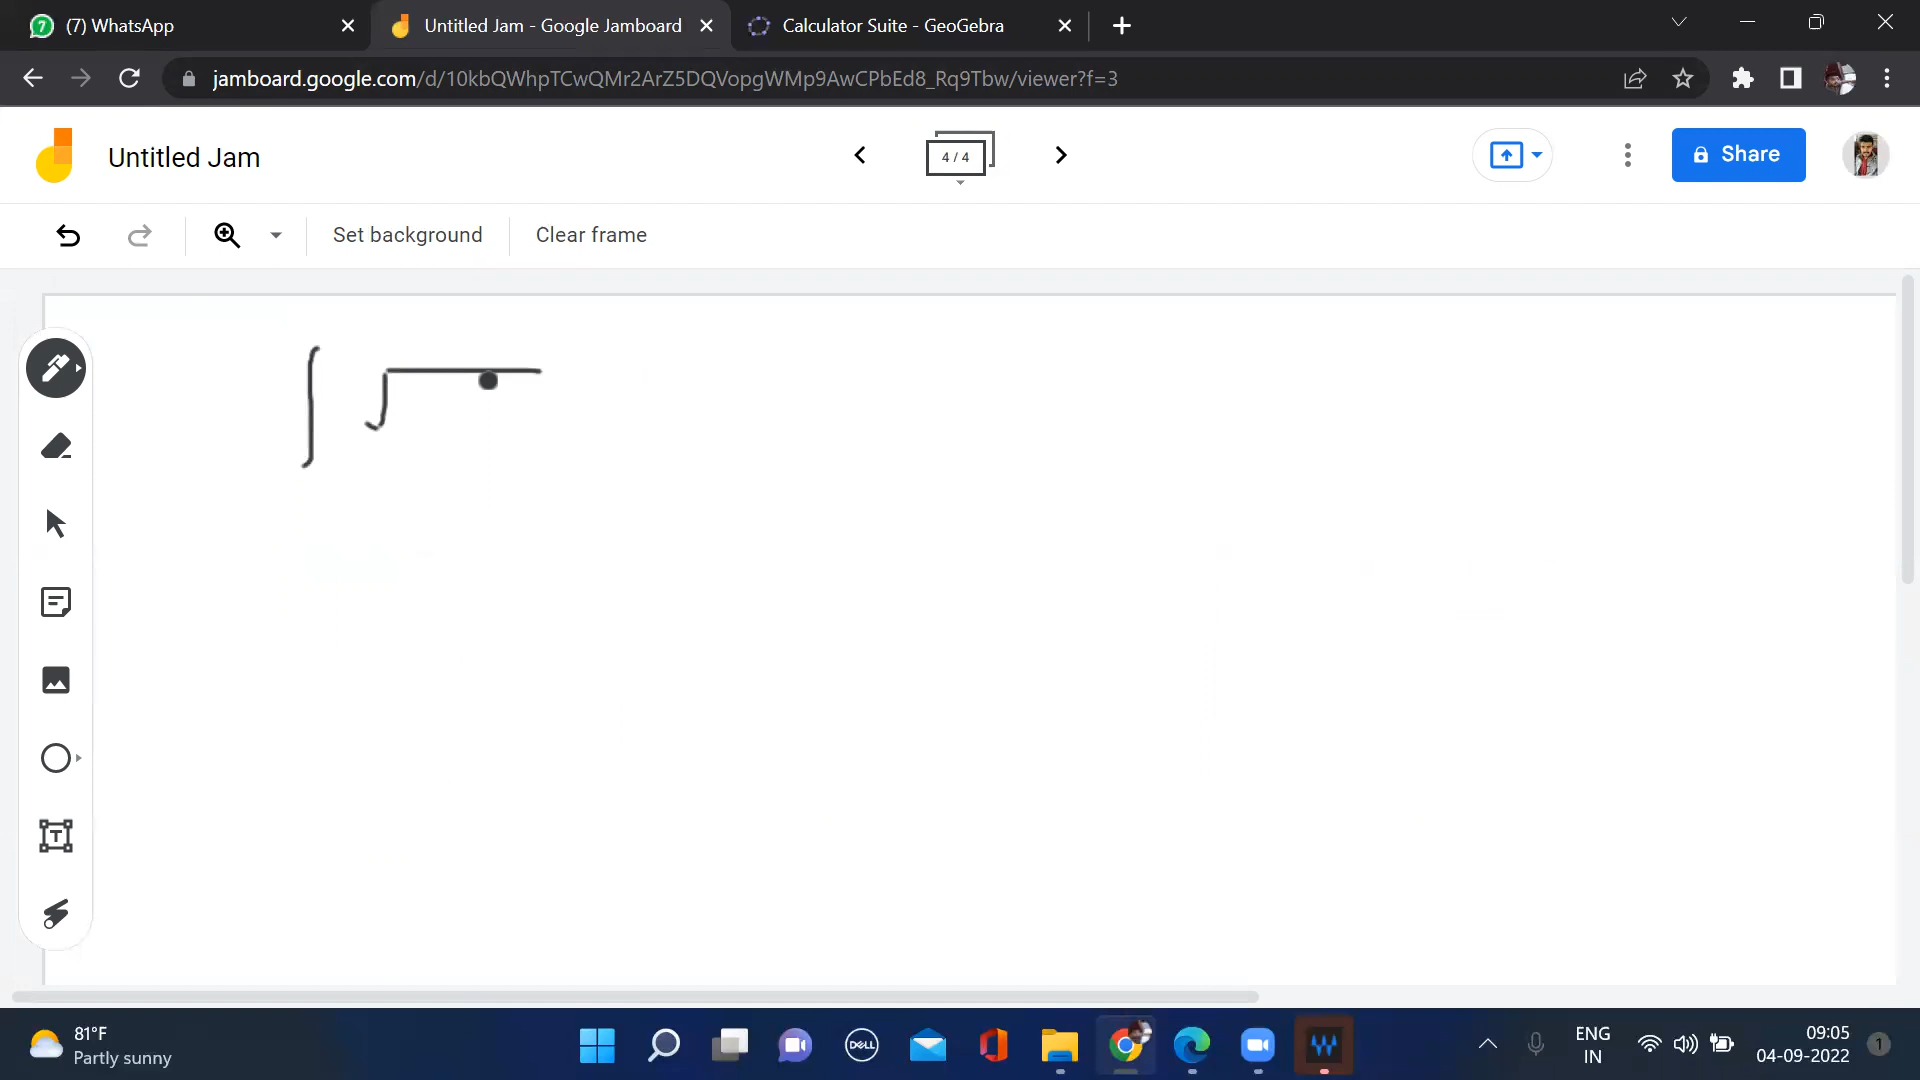 (7) WhatsApp
Untitled Jam - Google Jamboard
Calculator Suite - GeoGebra
jamboard.google.com/d/10kbQWhpTCwQMr2ArZ5DQVopgWMp9AwCPbEd8_Rq9Tbw/viewer?f=3
Untitled Jam
4 / 4
Share
Set background
Clear frame
∫ √
T
81°F
Partly sunny
DELL
ENG
IN
09:05
04-09-2022
1